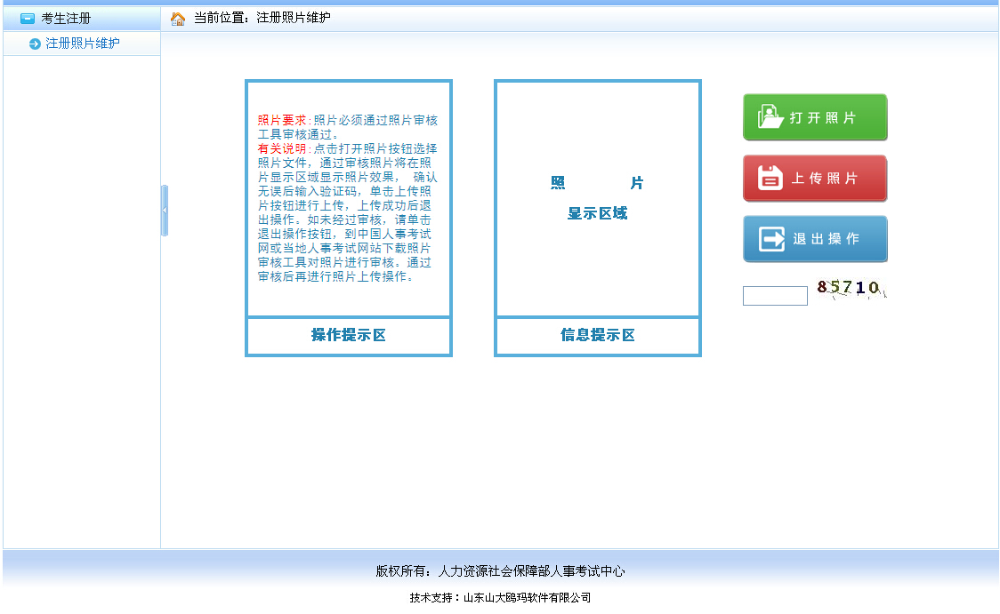 考生注册
当前位置：注册照片维护
注册照片维护
照片要求:照片必须通过照片审核
工具审核通过。
有关说明:点击打开照片按钮选择
照片文件，通过审核照片将在照
片显示区域显示照片效果， 确认
无误后输入验证码，单击上传照
片按钮进行上传，上传成功后退
出操作。如未经过审核，请单击
退出操作按钮，到中国人事考试
网或当地人事考试网站下载照片
审核工具对照片进行审核。通过
审核后再进行照片上传操作。
操作提示区
照 片
显示区域
信息提示区
打开照片
上传照片
退出操作
85710
版权所有：人力资源社会保障部人事考试中心
技术支持：山东山大鸥玛软件有限公司